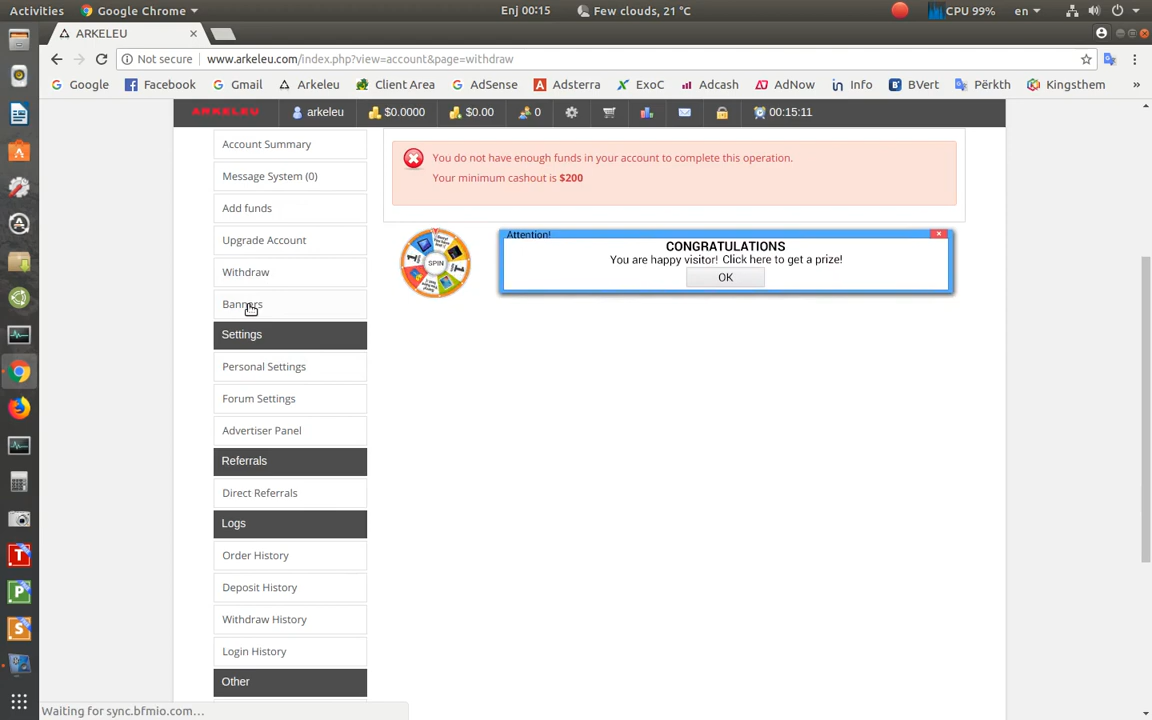 Activities
Google Chrome
Enj 00:15
Few clouds, 21 °C
CPU 99%
en
ARKELEU
Not secure
www.arkeleu.com/index.php?view=account&page=withdraw
Google
Facebook
Gmail
Arkeleu
Client Area
AdSense
Adsterra
ExoC
Adcash
AdNow
Info
BVert
Përkth
Kingsthem
»
ARKELEU
arkeleu
$0.0000
$0.00
0
00:15:11
Account Summary
Message System (0)
Add funds
Upgrade Account
Withdraw
Banners
Settings
Personal Settings
Forum Settings
Advertiser Panel
Referrals
Direct Referrals
Logs
Order History
Deposit History
Withdraw History
Login History
Other
You do not have enough funds in your account to complete this operation.
Your minimum cashout is $200
SPIN
Attention!
CONGRATULATIONS
You are happy visitor! Click here to get a prize!
OK
Waiting for sync.bfmio.com...